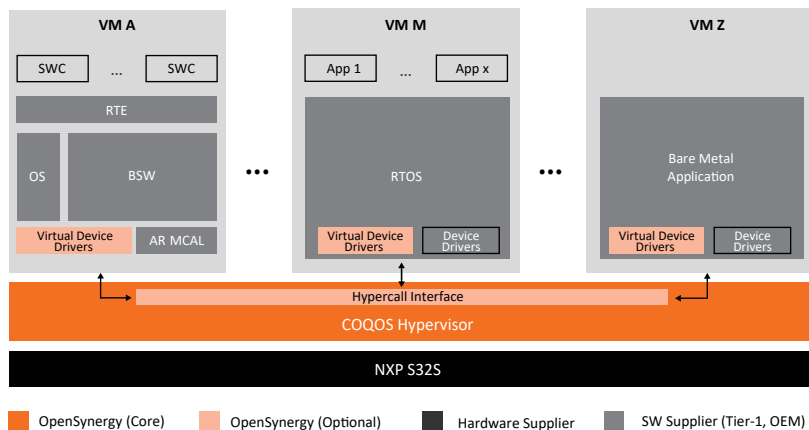 VM A
VM M
VM Z
SWC ... SWC
App 1 ... App x
RTE
OS
BSW
RTOS
Bare Metal
Application
•••
•••
Virtual Device
Drivers
AR MCAL
Virtual Device
Drivers
Device
Drivers
Virtual Device
Drivers
Device
Drivers
Hypercall Interface
COQOS Hypervisor
NXP S32S
OpenSynergy (Core)
OpenSynergy (Optional)
Hardware Supplier
SW Supplier (Tier-1, OEM)